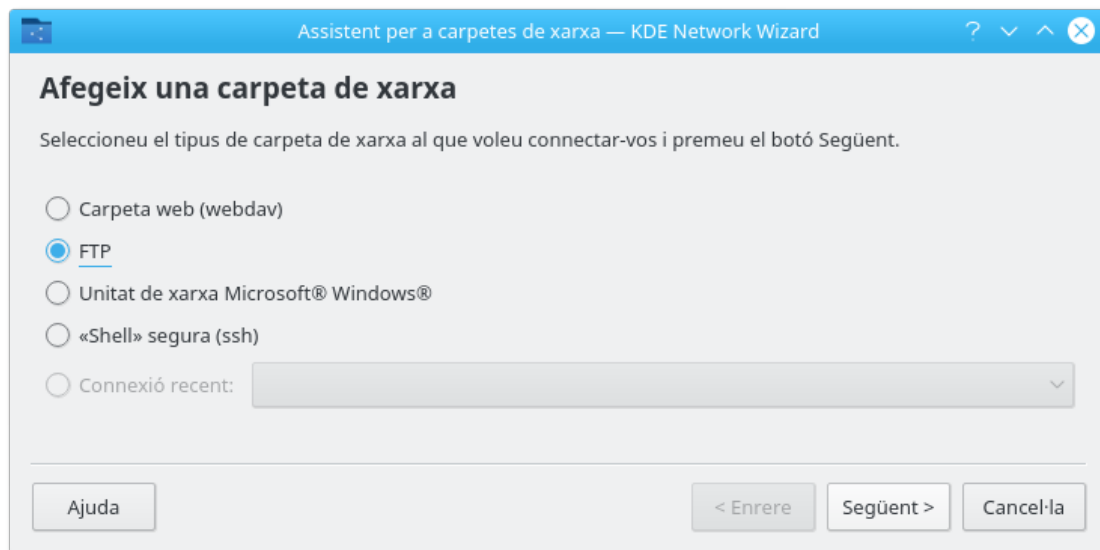 Assistent per a carpetes de xarxa — KDE Network Wizard
Afegeix una carpeta de xarxa
Seleccioneu el tipus de carpeta de xarxa al que voleu connectar-vos i premeu el botó Següent.
Carpeta web (webdav)
FTP
Unitat de xarxa Microsoft® Windows®
«Shell» segura (ssh)
Connexió recent:
Ajuda < Enrere Següent > Cancel·la